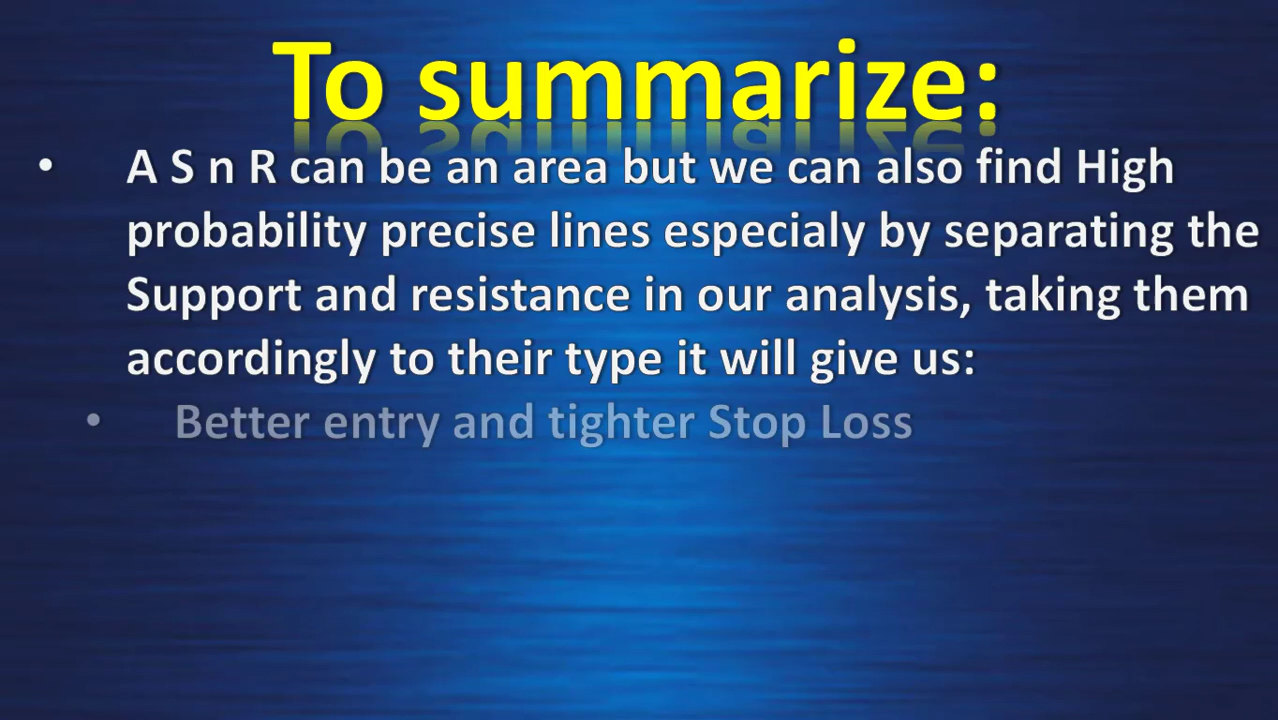 To summarize:
• A S n R can be an area but we can also find High
probability precise lines especialy by separating the
Support and resistance in our analysis, taking them
accordingly to their type it will give us:
• Better entry and tighter Stop Loss